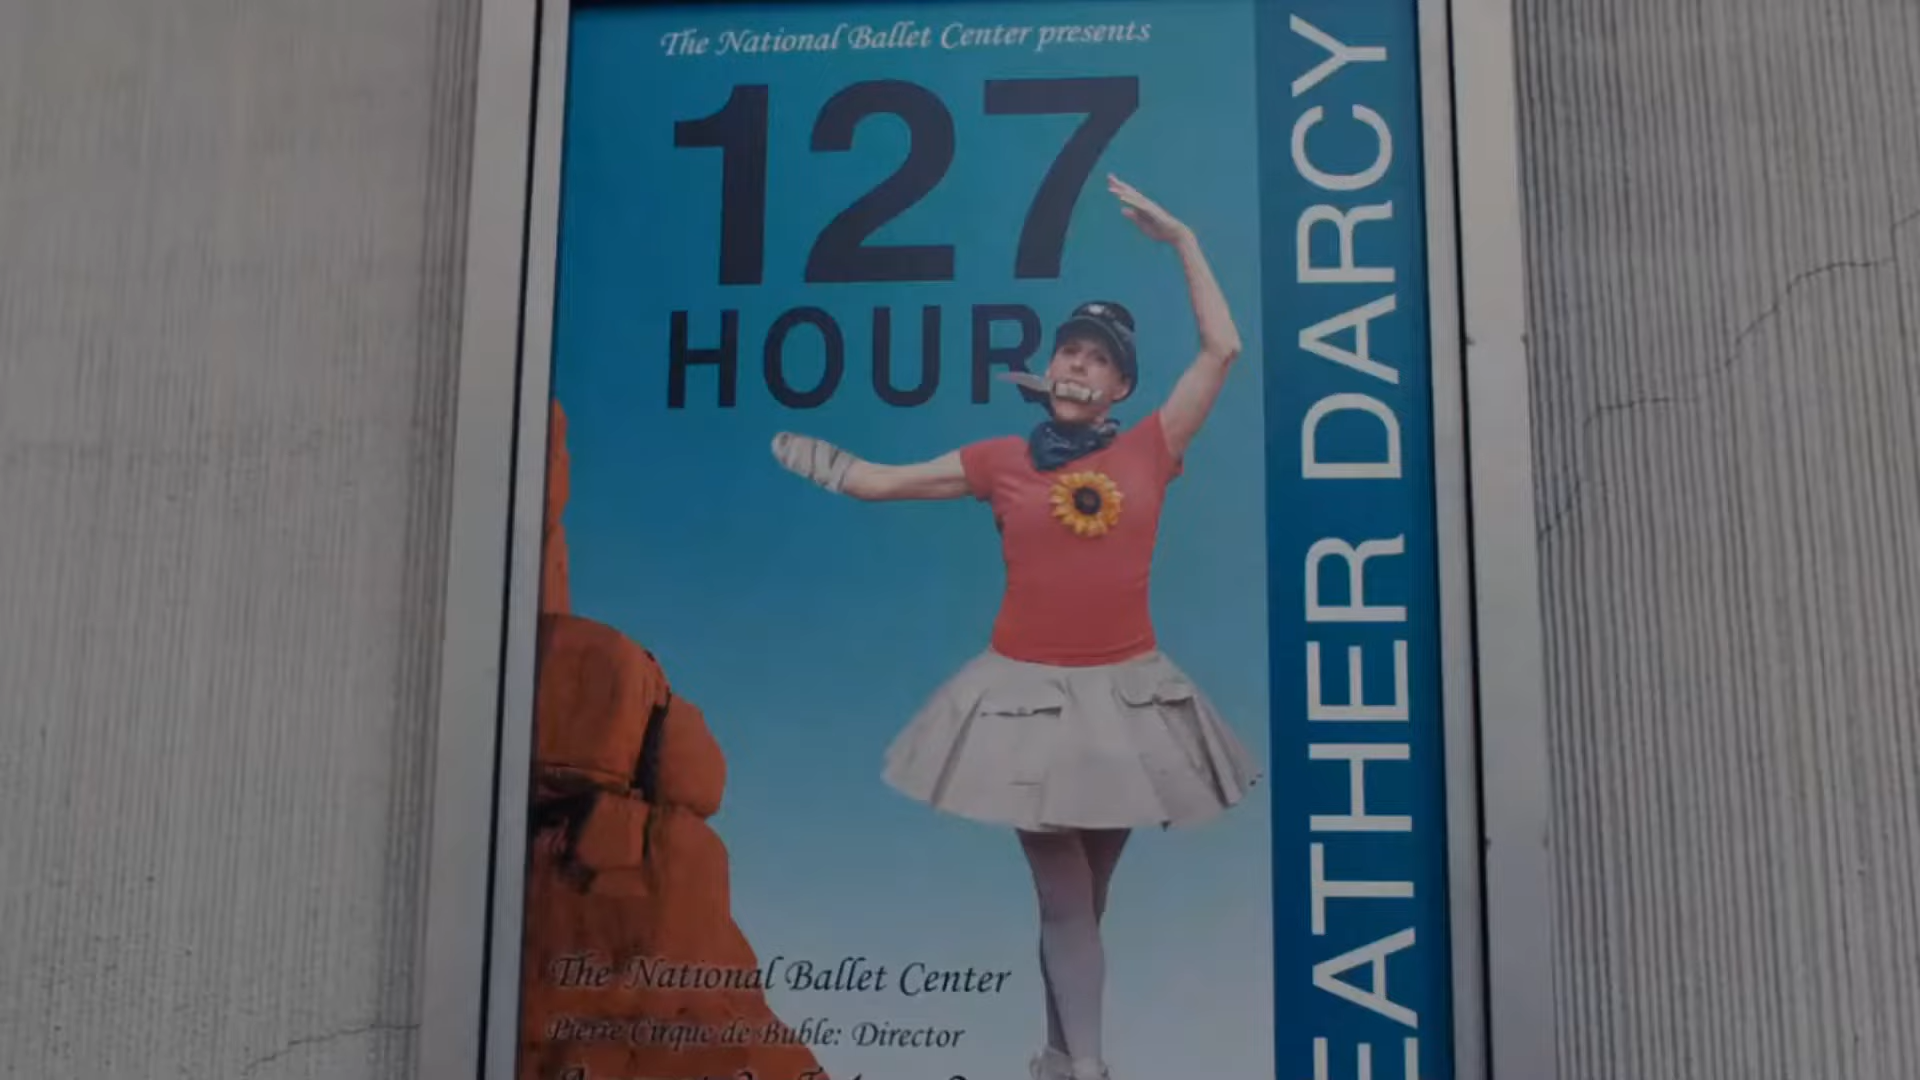 The National Ballet Center presents
127
HOUR
EATHER DARCY
The National Ballet Center
Pierre Cirque de Buble: Director